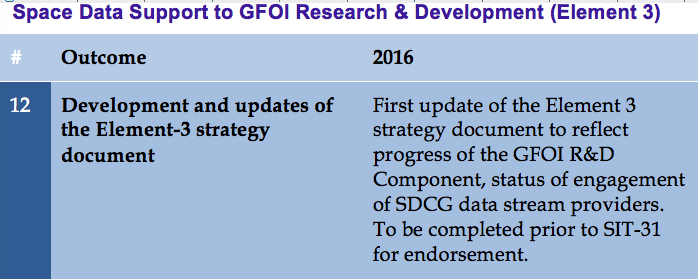 Space Data Support to GFOI Research & Development (Element 3)
# Outcome 2016
12 Development and updates of First update of the Element 3
the Element-3 strategy strategy document to reflect
document progress of the GFOI R&D
Component, status of engagement
of SDCG data stream providers.
To be completed prior to SIT-31
for endorsement.